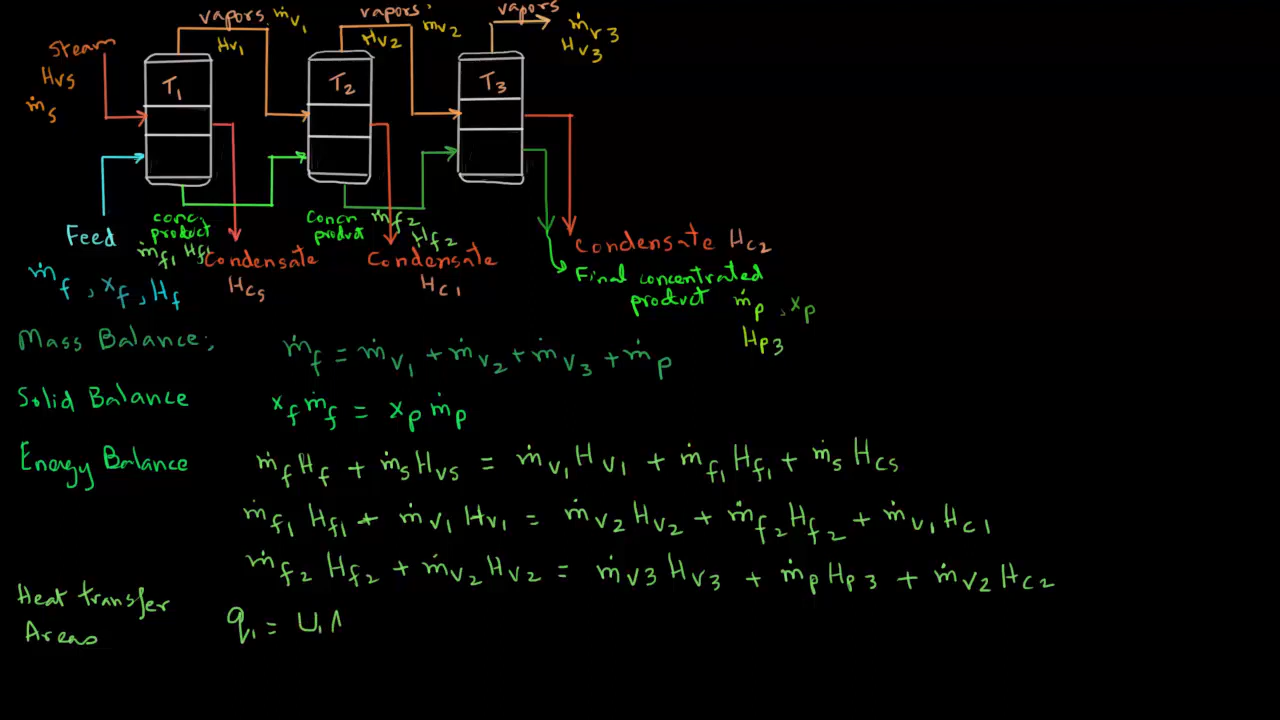 vapors ṁv₁
vapors ṁv₂
vapors
ṁv₃
Hv₃
Steam
Hvs
ṁs
Hv₁
Hv₂
T₁
T₂
T₃
Feed
ṁf , xf , Hf
conc.
product
ṁf₁ Hf₁
Condensate
Hcs
Concn
product
ṁf₂
Hf₂
Condensate
Hc₁
Condensate Hc₂
Final concentrated
product ṁp , xp
Hp₃
Mass Balance: ṁf = ṁv₁ + ṁv₂ + ṁv₃ + ṁp
Solid Balance xf ṁf = xp ṁp
Energy Balance ṁf Hf + ṁs Hvs = ṁv₁ Hv₁ + ṁf₁ Hf₁ + ṁs Hcs
ṁf₁ Hf₁ + ṁv₁ Hv₁ = ṁv₂ Hv₂ + ṁf₂ Hf₂ + ṁv₁ Hc₁
ṁf₂ Hf₂ + ṁv₂ Hv₂ = ṁv₃ Hv₃ + ṁp Hp₃ + ṁv₂ Hc₂
Heat transfer
Areas
q₁ = U₁